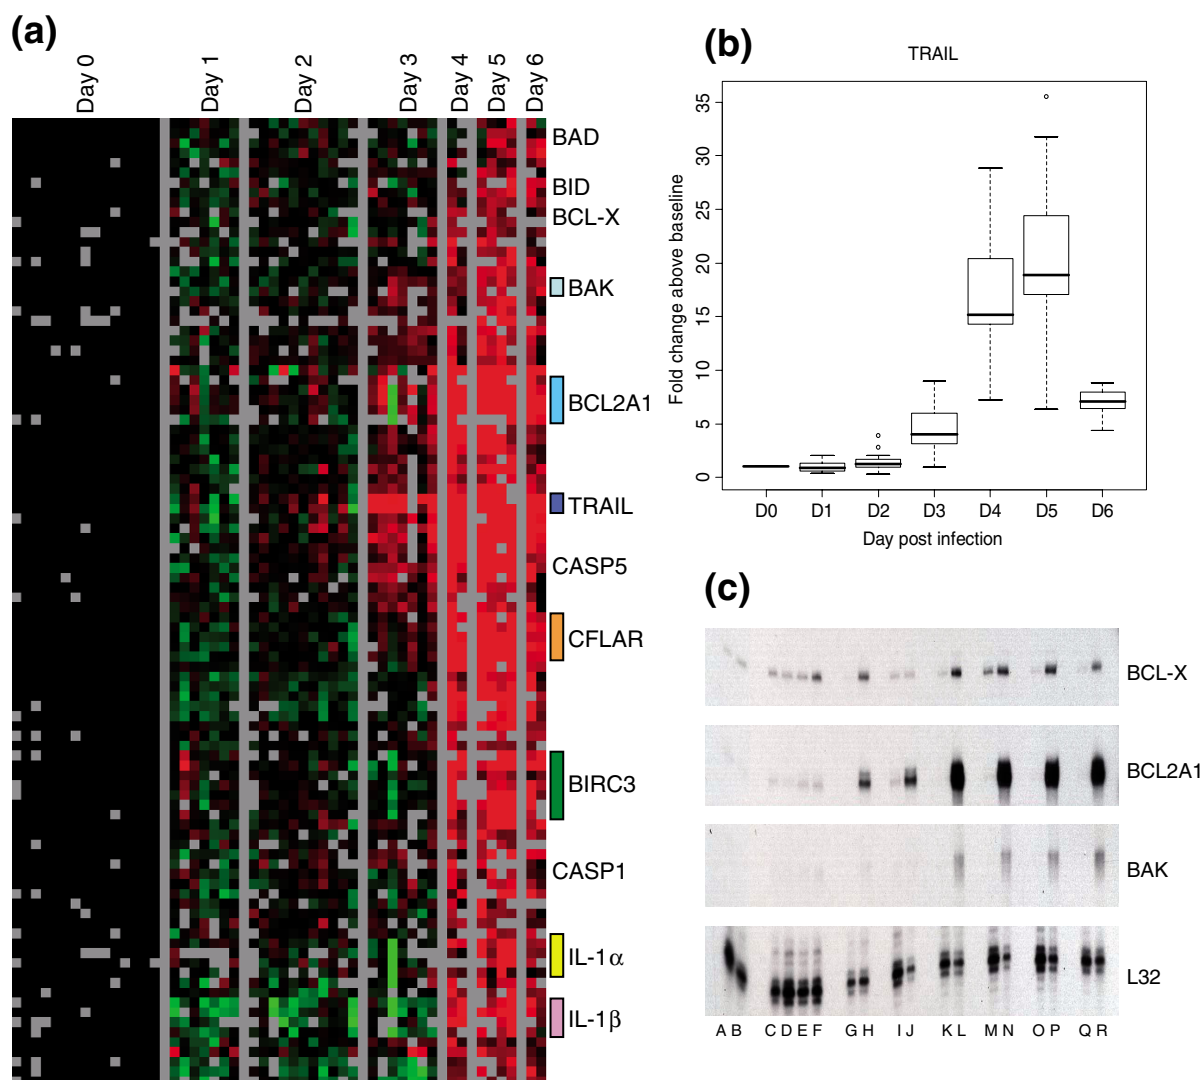 (a)
Day 0
Day 1
Day 2
Day 3
Day 4
Day 5
Day 6
BAD
BID
BCL-X
BAK
BCL2A1
TRAIL
CASP5
CFLAR
BIRC3
CASP1
IL-1α
IL-1β
(b)
TRAIL
Fold change above baseline
35
30
25
20
15
10
5
0
D0 D1 D2 D3 D4 D5 D6
Day post infection
(c)
BCL-X
BCL2A1
BAK
L32
A B C D E F G H I J K L M N O P Q R